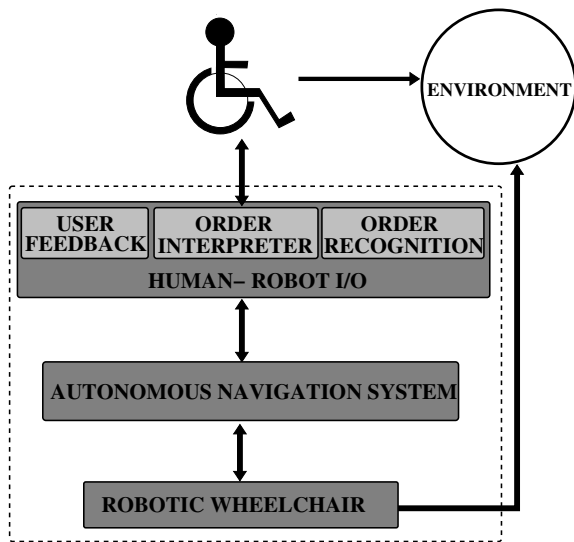 ENVIRONMENT
USER
FEEDBACK
ORDER
INTERPRETER
ORDER
RECOGNITION
HUMAN– ROBOT I/O
AUTONOMOUS NAVIGATION SYSTEM
ROBOTIC WHEELCHAIR